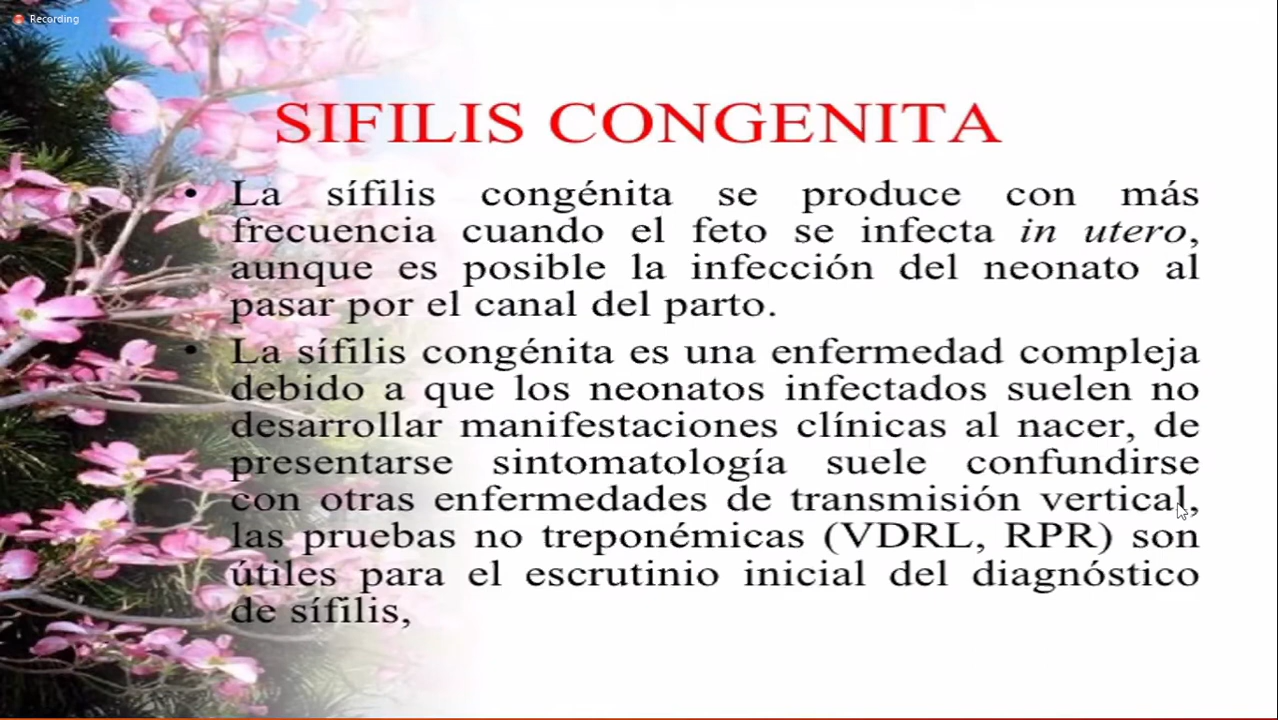 Recording
SIFILIS CONGENITA
• La sífilis congénita se produce con más
frecuencia cuando el feto se infecta in utero,
aunque es posible la infección del neonato al
pasar por el canal del parto.
• La sífilis congénita es una enfermedad compleja
debido a que los neonatos infectados suelen no
desarrollar manifestaciones clínicas al nacer, de
presentarse sintomatología suele confundirse
con otras enfermedades de transmisión vertical,
las pruebas no treponémicas (VDRL, RPR) son
útiles para el escrutinio inicial del diagnóstico
de sífilis,